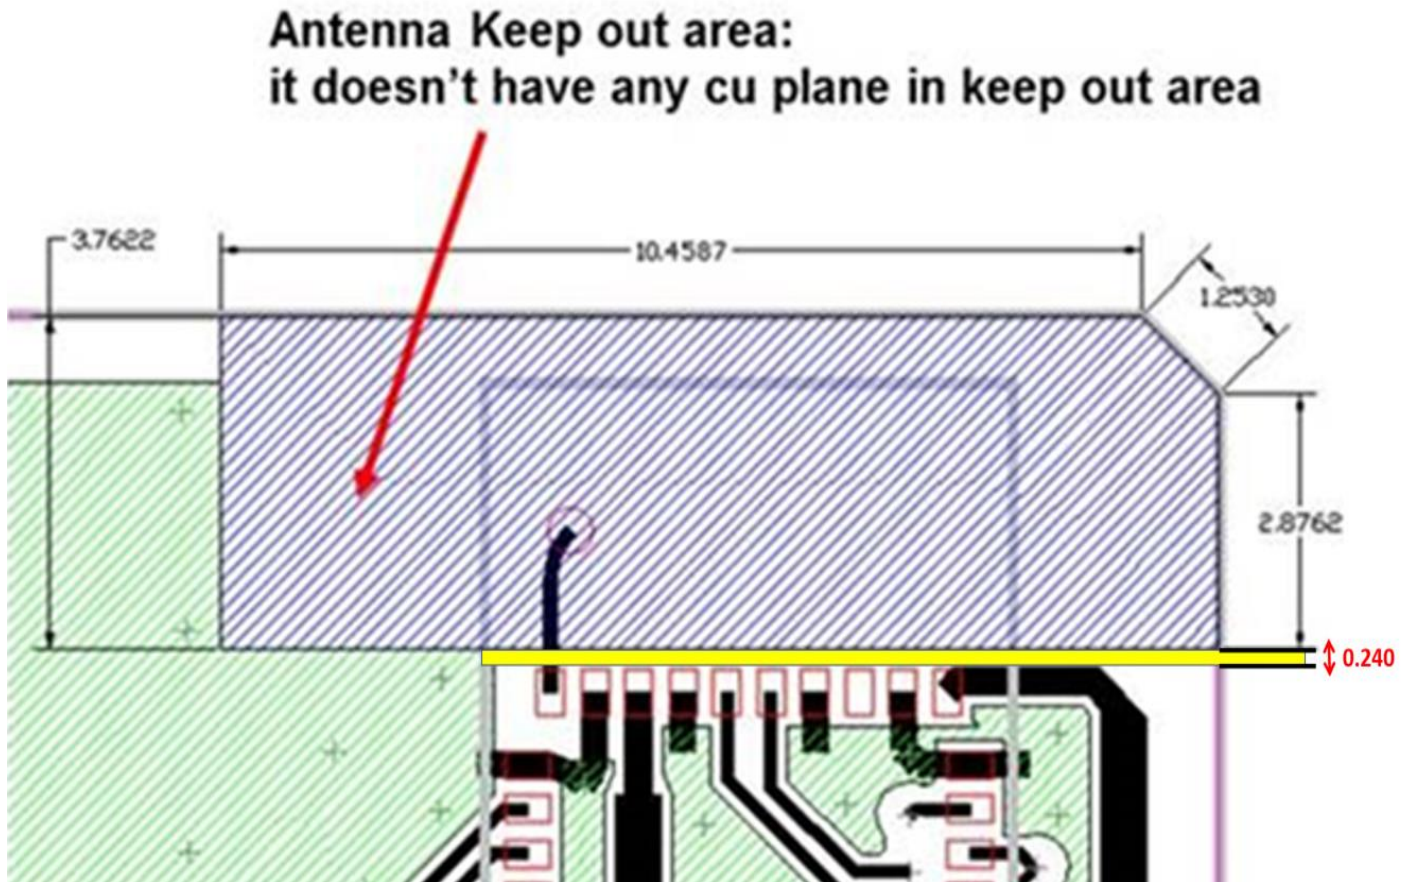 Antenna Keep out area:
it doesn't have any cu plane in keep out area
3.7622
10.4587
1.2530
2.8762
0.240